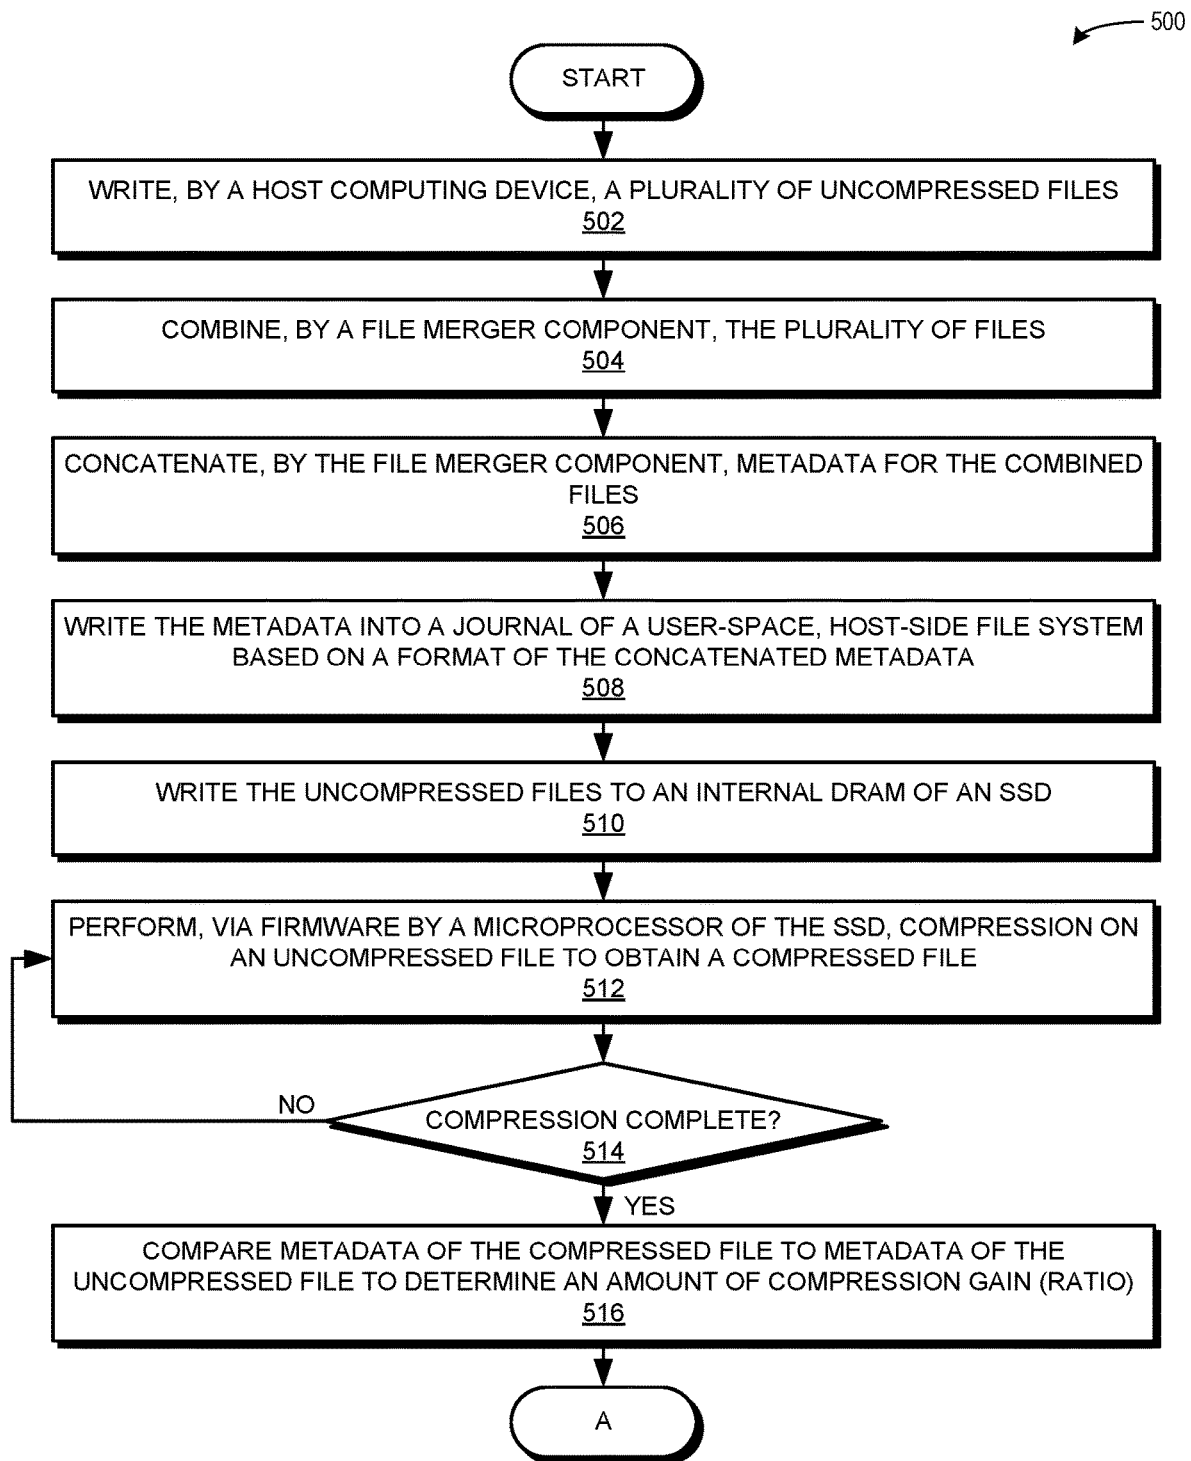 500
START
WRITE, BY A HOST COMPUTING DEVICE, A PLURALITY OF UNCOMPRESSED FILES
502
COMBINE, BY A FILE MERGER COMPONENT, THE PLURALITY OF FILES
504
CONCATENATE, BY THE FILE MERGER COMPONENT, METADATA FOR THE COMBINED
FILES
506
WRITE THE METADATA INTO A JOURNAL OF A USER-SPACE, HOST-SIDE FILE SYSTEM
BASED ON A FORMAT OF THE CONCATENATED METADATA
508
WRITE THE UNCOMPRESSED FILES TO AN INTERNAL DRAM OF AN SSD
510
PERFORM, VIA FIRMWARE BY A MICROPROCESSOR OF THE SSD, COMPRESSION ON
AN UNCOMPRESSED FILE TO OBTAIN A COMPRESSED FILE
512
NO
COMPRESSION COMPLETE?
514
YES
COMPARE METADATA OF THE COMPRESSED FILE TO METADATA OF THE
UNCOMPRESSED FILE TO DETERMINE AN AMOUNT OF COMPRESSION GAIN (RATIO)
516
A